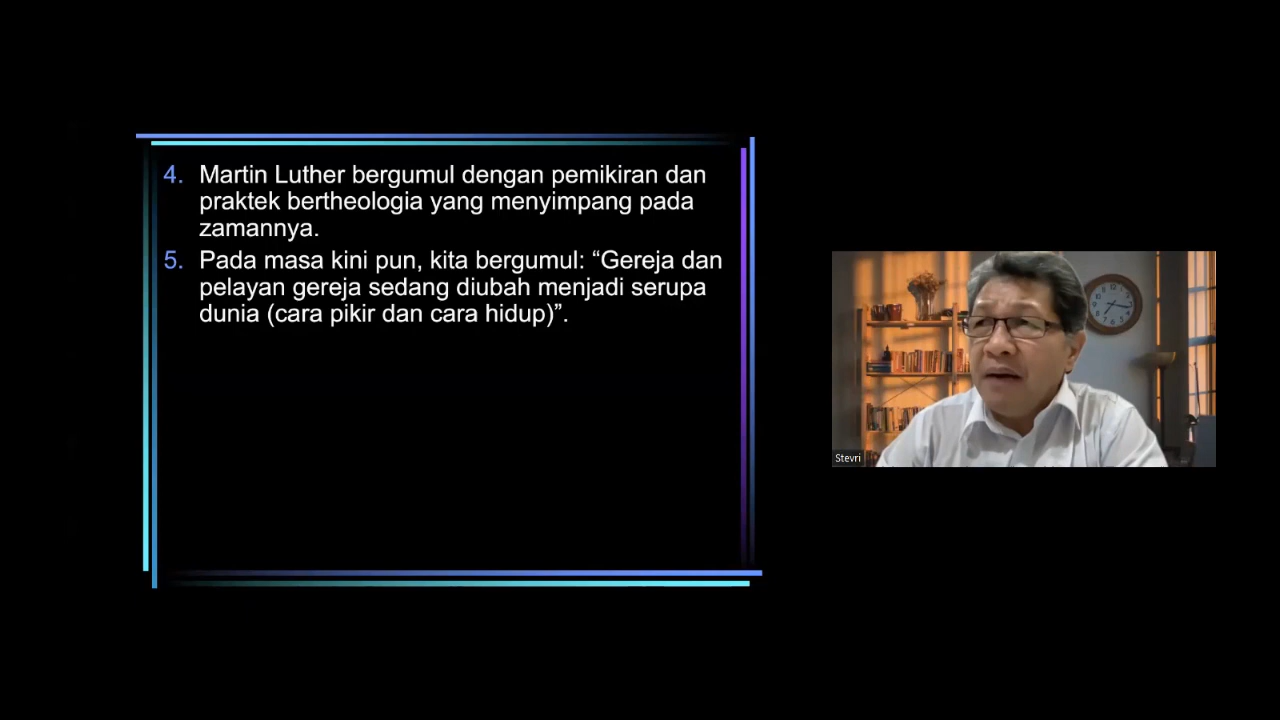 4. Martin Luther bergumul dengan pemikiran dan
praktek bertheologia yang menyimpang pada
zamannya.
5. Pada masa kini pun, kita bergumul: “Gereja dan
pelayan gereja sedang diubah menjadi serupa
dunia (cara pikir dan cara hidup)”.
Stevri